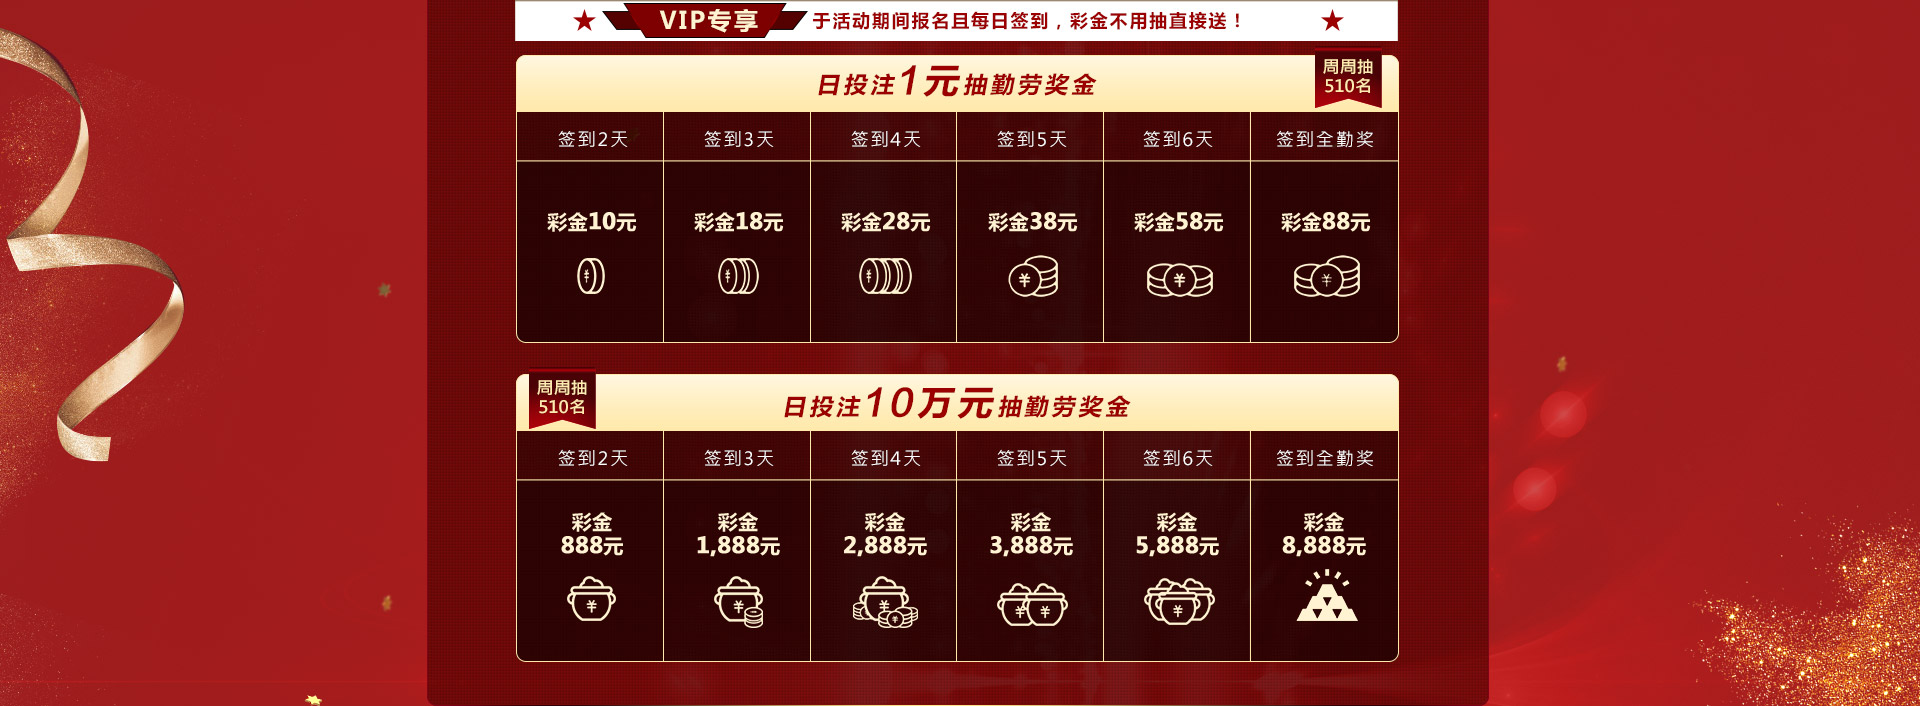 VIP专享 于活动期间报名且每日签到，彩金不用抽直接送！
日投注1元抽勤劳奖金
周周抽
510名
签到2天 签到3天 签到4天 签到5天 签到6天 签到全勤奖
彩金10元 彩金18元 彩金28元 彩金38元 彩金58元 彩金88元
周周抽
510名
日投注10万元抽勤劳奖金
签到2天 签到3天 签到4天 签到5天 签到6天 签到全勤奖
彩金 彩金 彩金 彩金 彩金 彩金
888元 1,888元 2,888元 3,888元 5,888元 8,888元